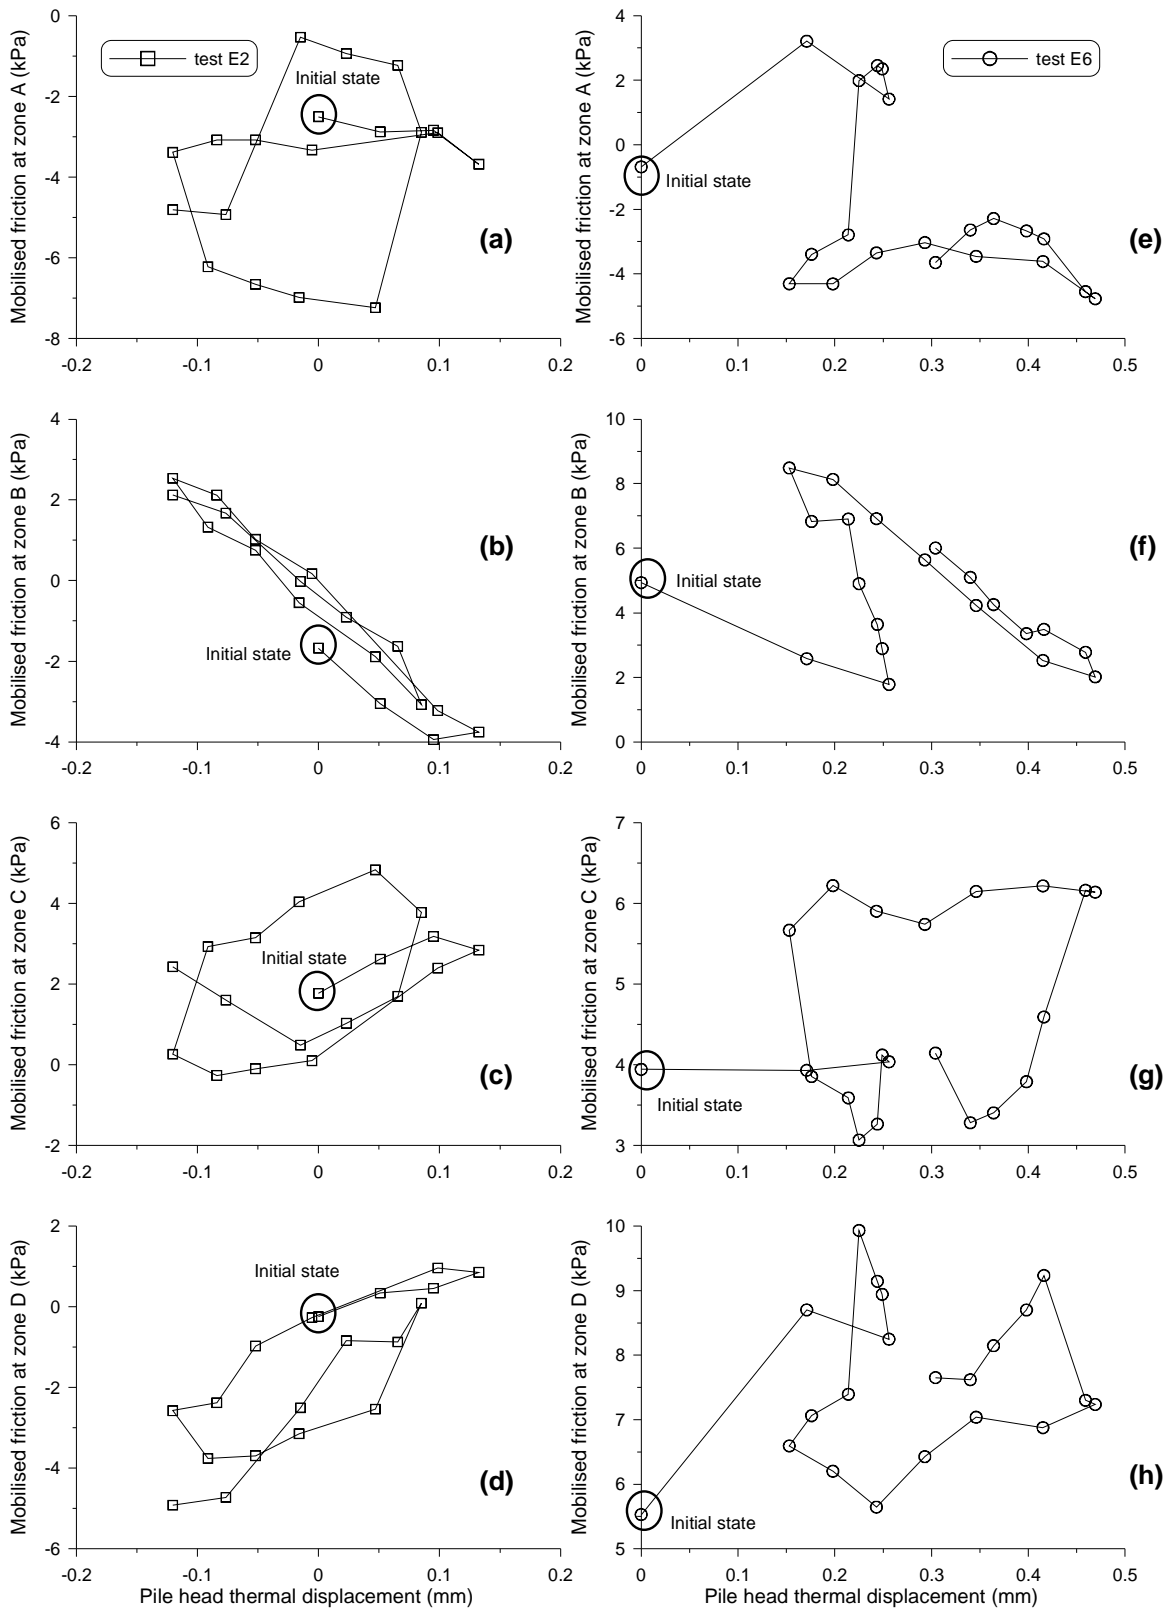 Mobilised friction at zone A (kPa)
0
-2
-4
-6
-8
test E2
Initial state
(a)
-0.2 -0.1 0 0.1 0.2
Mobilised friction at zone A (kPa)
4
2
0
-2
-4
-6
test E6
Initial state
(e)
0 0.1 0.2 0.3 0.4 0.5
Mobilised friction at zone B (kPa)
4
2
0
-2
-4
Initial state
(b)
-0.2 -0.1 0 0.1 0.2
Mobilised friction at zone B (kPa)
10
8
6
4
2
0
Initial state
(f)
0 0.1 0.2 0.3 0.4 0.5
Mobilised friction at zone C (kPa)
6
4
2
0
-2
Initial state
(c)
-0.2 -0.1 0 0.1 0.2
Mobilised friction at zone C (kPa)
7
6
5
4
3
Initial state
(g)
0 0.1 0.2 0.3 0.4 0.5
Mobilised friction at zone D (kPa)
2
0
-2
-4
-6
Initial state
(d)
-0.2 -0.1 0 0.1 0.2
Pile head thermal displacement (mm)
Mobilised friction at zone D (kPa)
10
9
8
7
6
5
Initial state
(h)
0 0.1 0.2 0.3 0.4 0.5
Pile head thermal displacement (mm)